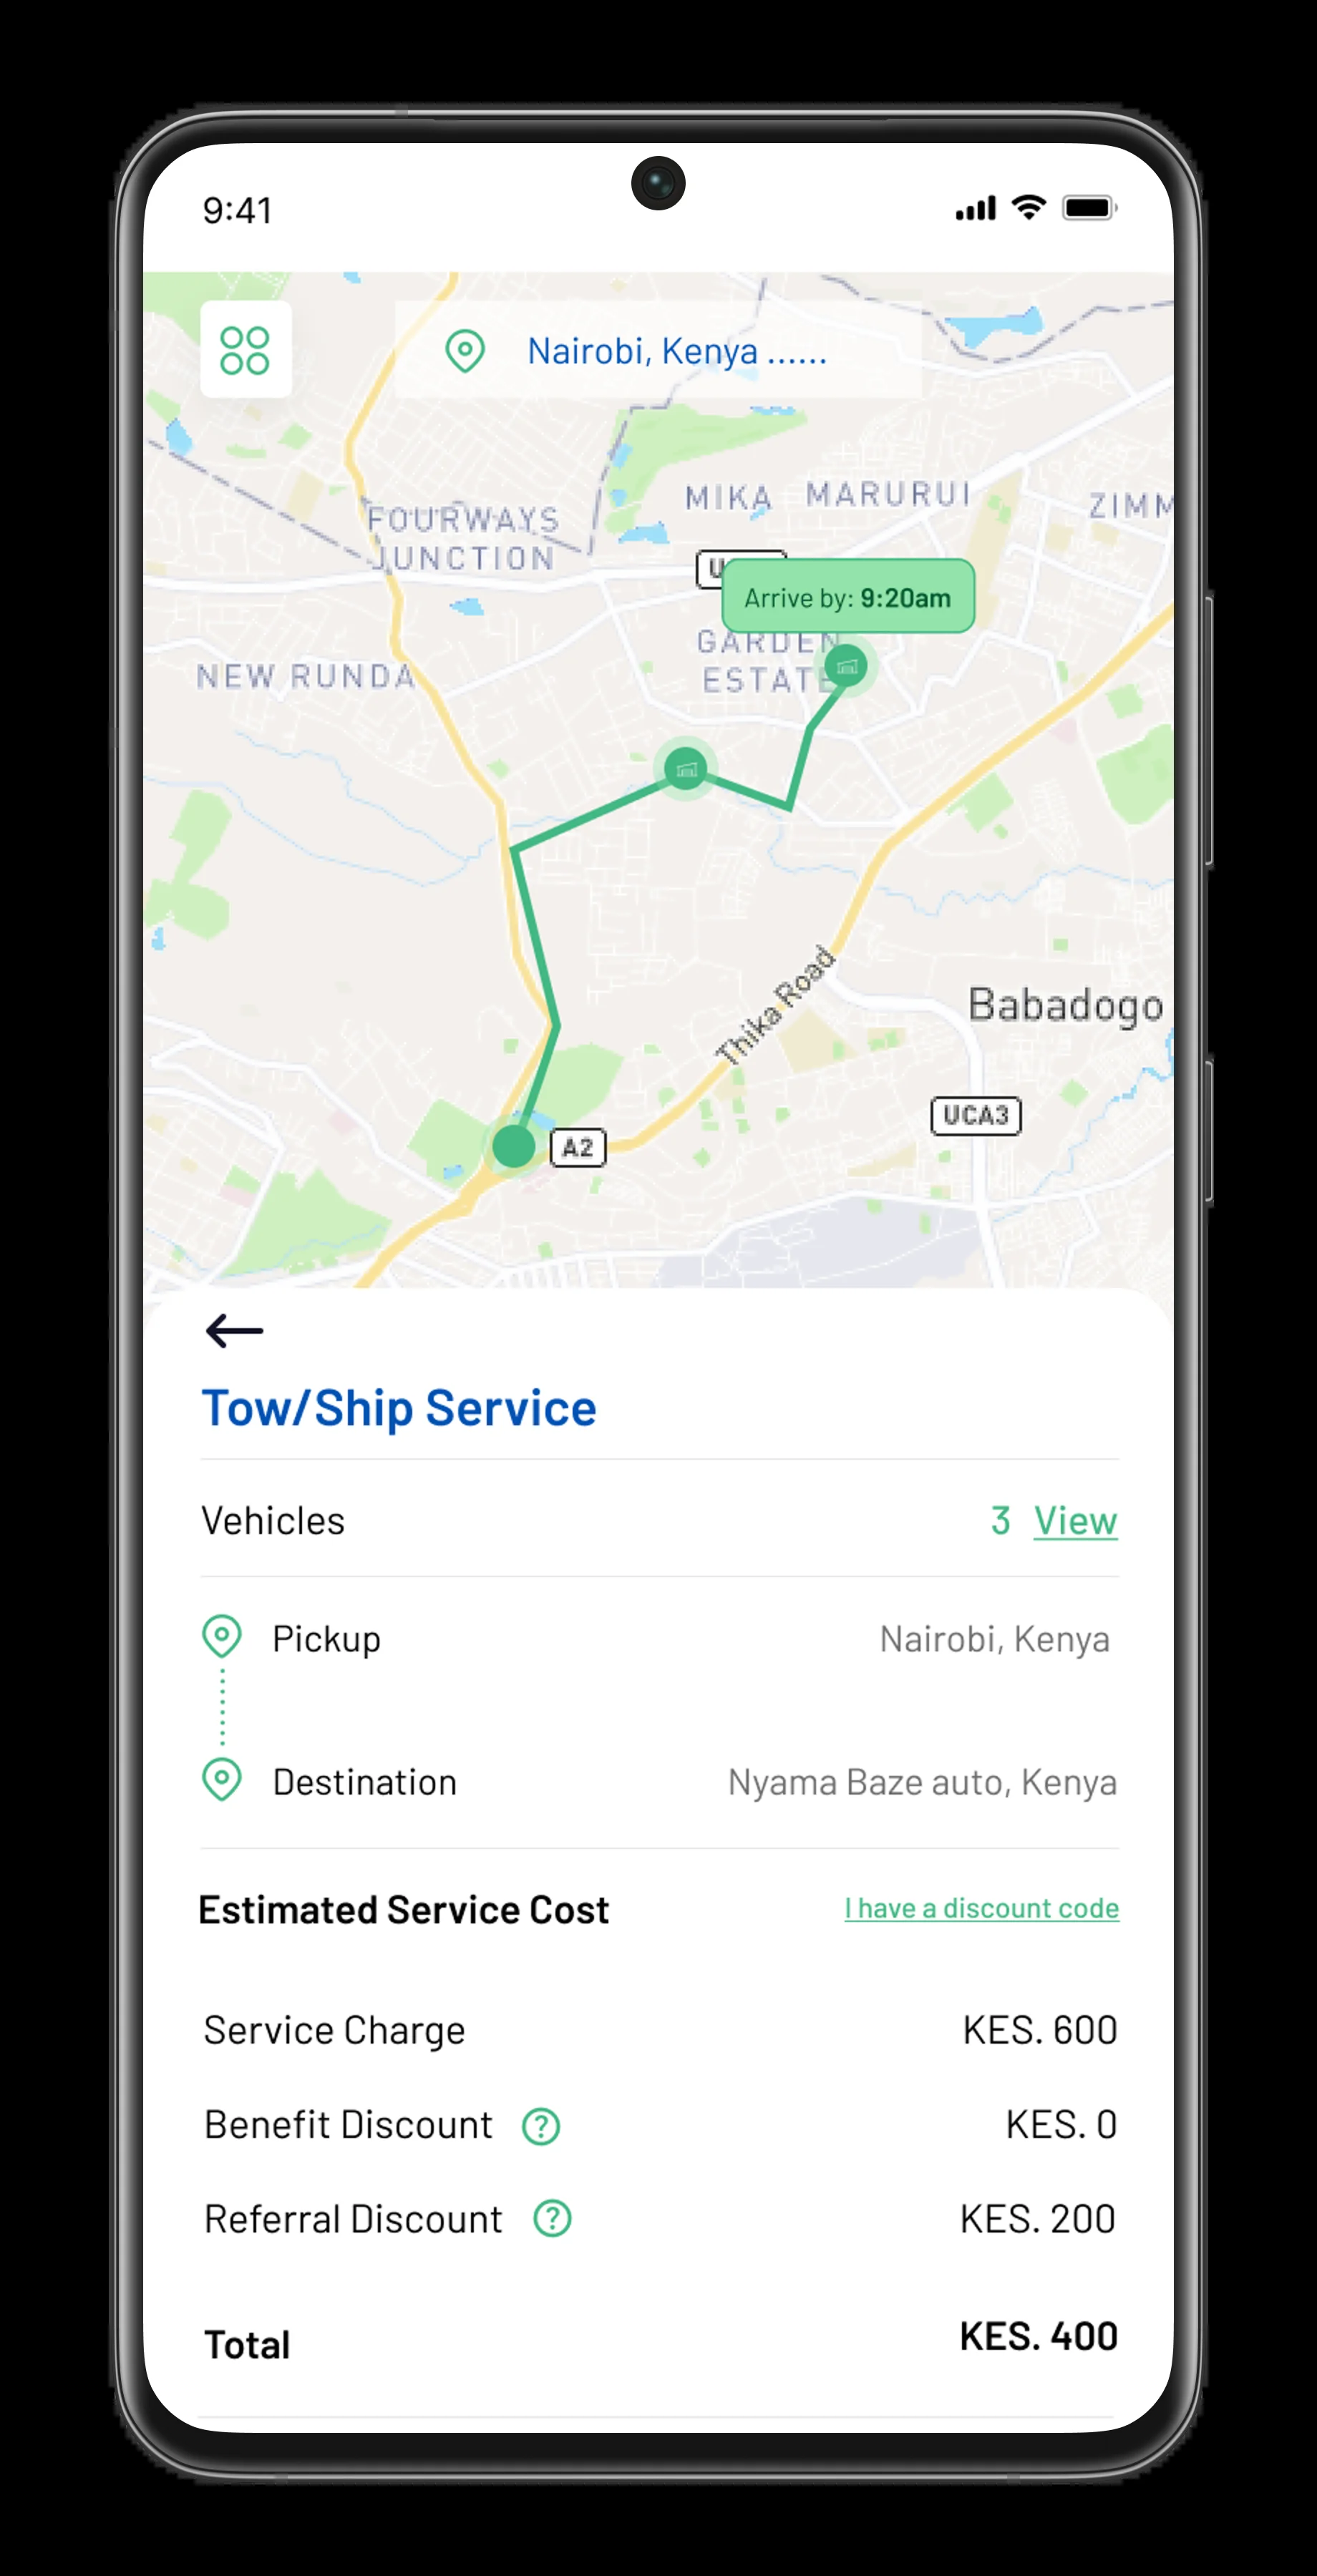 9:41
Nairobi, Kenya ......
MIKA MARURUI
FOURWAYS
JUNCTION
Arrive by: 9:20am
GARDEN
ESTATE
NEW RUNDA
Thika Road
Babadogo
UCA3
A2
Tow/Ship Service
Vehicles 3 View
Pickup Nairobi, Kenya
Destination Nyama Baze auto, Kenya
Estimated Service Cost I have a discount code
Service Charge KES. 600
Benefit Discount ? KES. 0
Referral Discount ? KES. 200
Total KES. 400